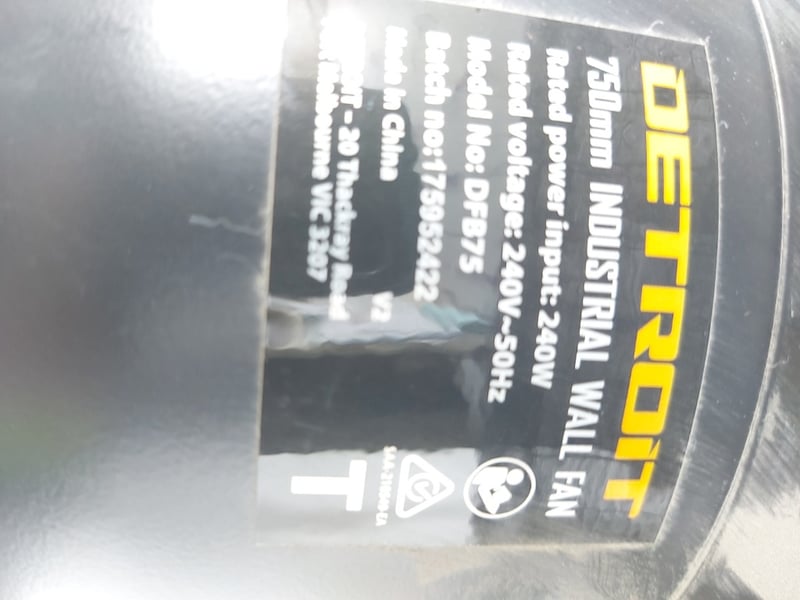 DETROIT
750mm INDUSTRIAL WALL FAN
Rated power input: 240W
Rated voltage: 240V~50Hz
Model No: DFB75
Batch no:175952422
Made in China V2
- 20 Thackray Road
Melbourne VIC 3207
T